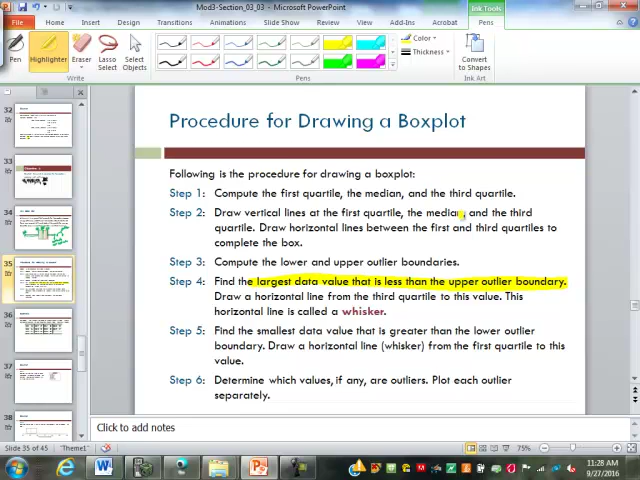 Mod3-Section_03_03 - Microsoft PowerPoint
Ink Tools
File
Home
Insert
Design
Transitions
Animations
Slide Show
Review
View
Add-Ins
Acrobat
Pens
Pen
Highlighter
Eraser
Lasso
Select
Select
Objects
Color
Thickness
Convert
to Shapes
Write
Pens
Ink Art
32
33
34
35
36
37
38
Procedure for Drawing a Boxplot
Following is the procedure for drawing a boxplot:
Step 1: Compute the first quartile, the median, and the third quartile.
Step 2: Draw vertical lines at the first quartile, the median, and the third
quartile. Draw horizontal lines between the first and third quartiles to
complete the box.
Step 3: Compute the lower and upper outlier boundaries.
Step 4: Find the largest data value that is less than the upper outlier boundary.
Draw a horizontal line from the third quartile to this value. This
horizontal line is called a whisker.
Step 5: Find the smallest data value that is greater than the lower outlier
boundary. Draw a horizontal line (whisker) from the first quartile to this
value.
Step 6: Determine which values, if any, are outliers. Plot each outlier
separately.
Click to add notes
Slide 35 of 45
"Theme1"
75%
11:28 AM
9/27/2016